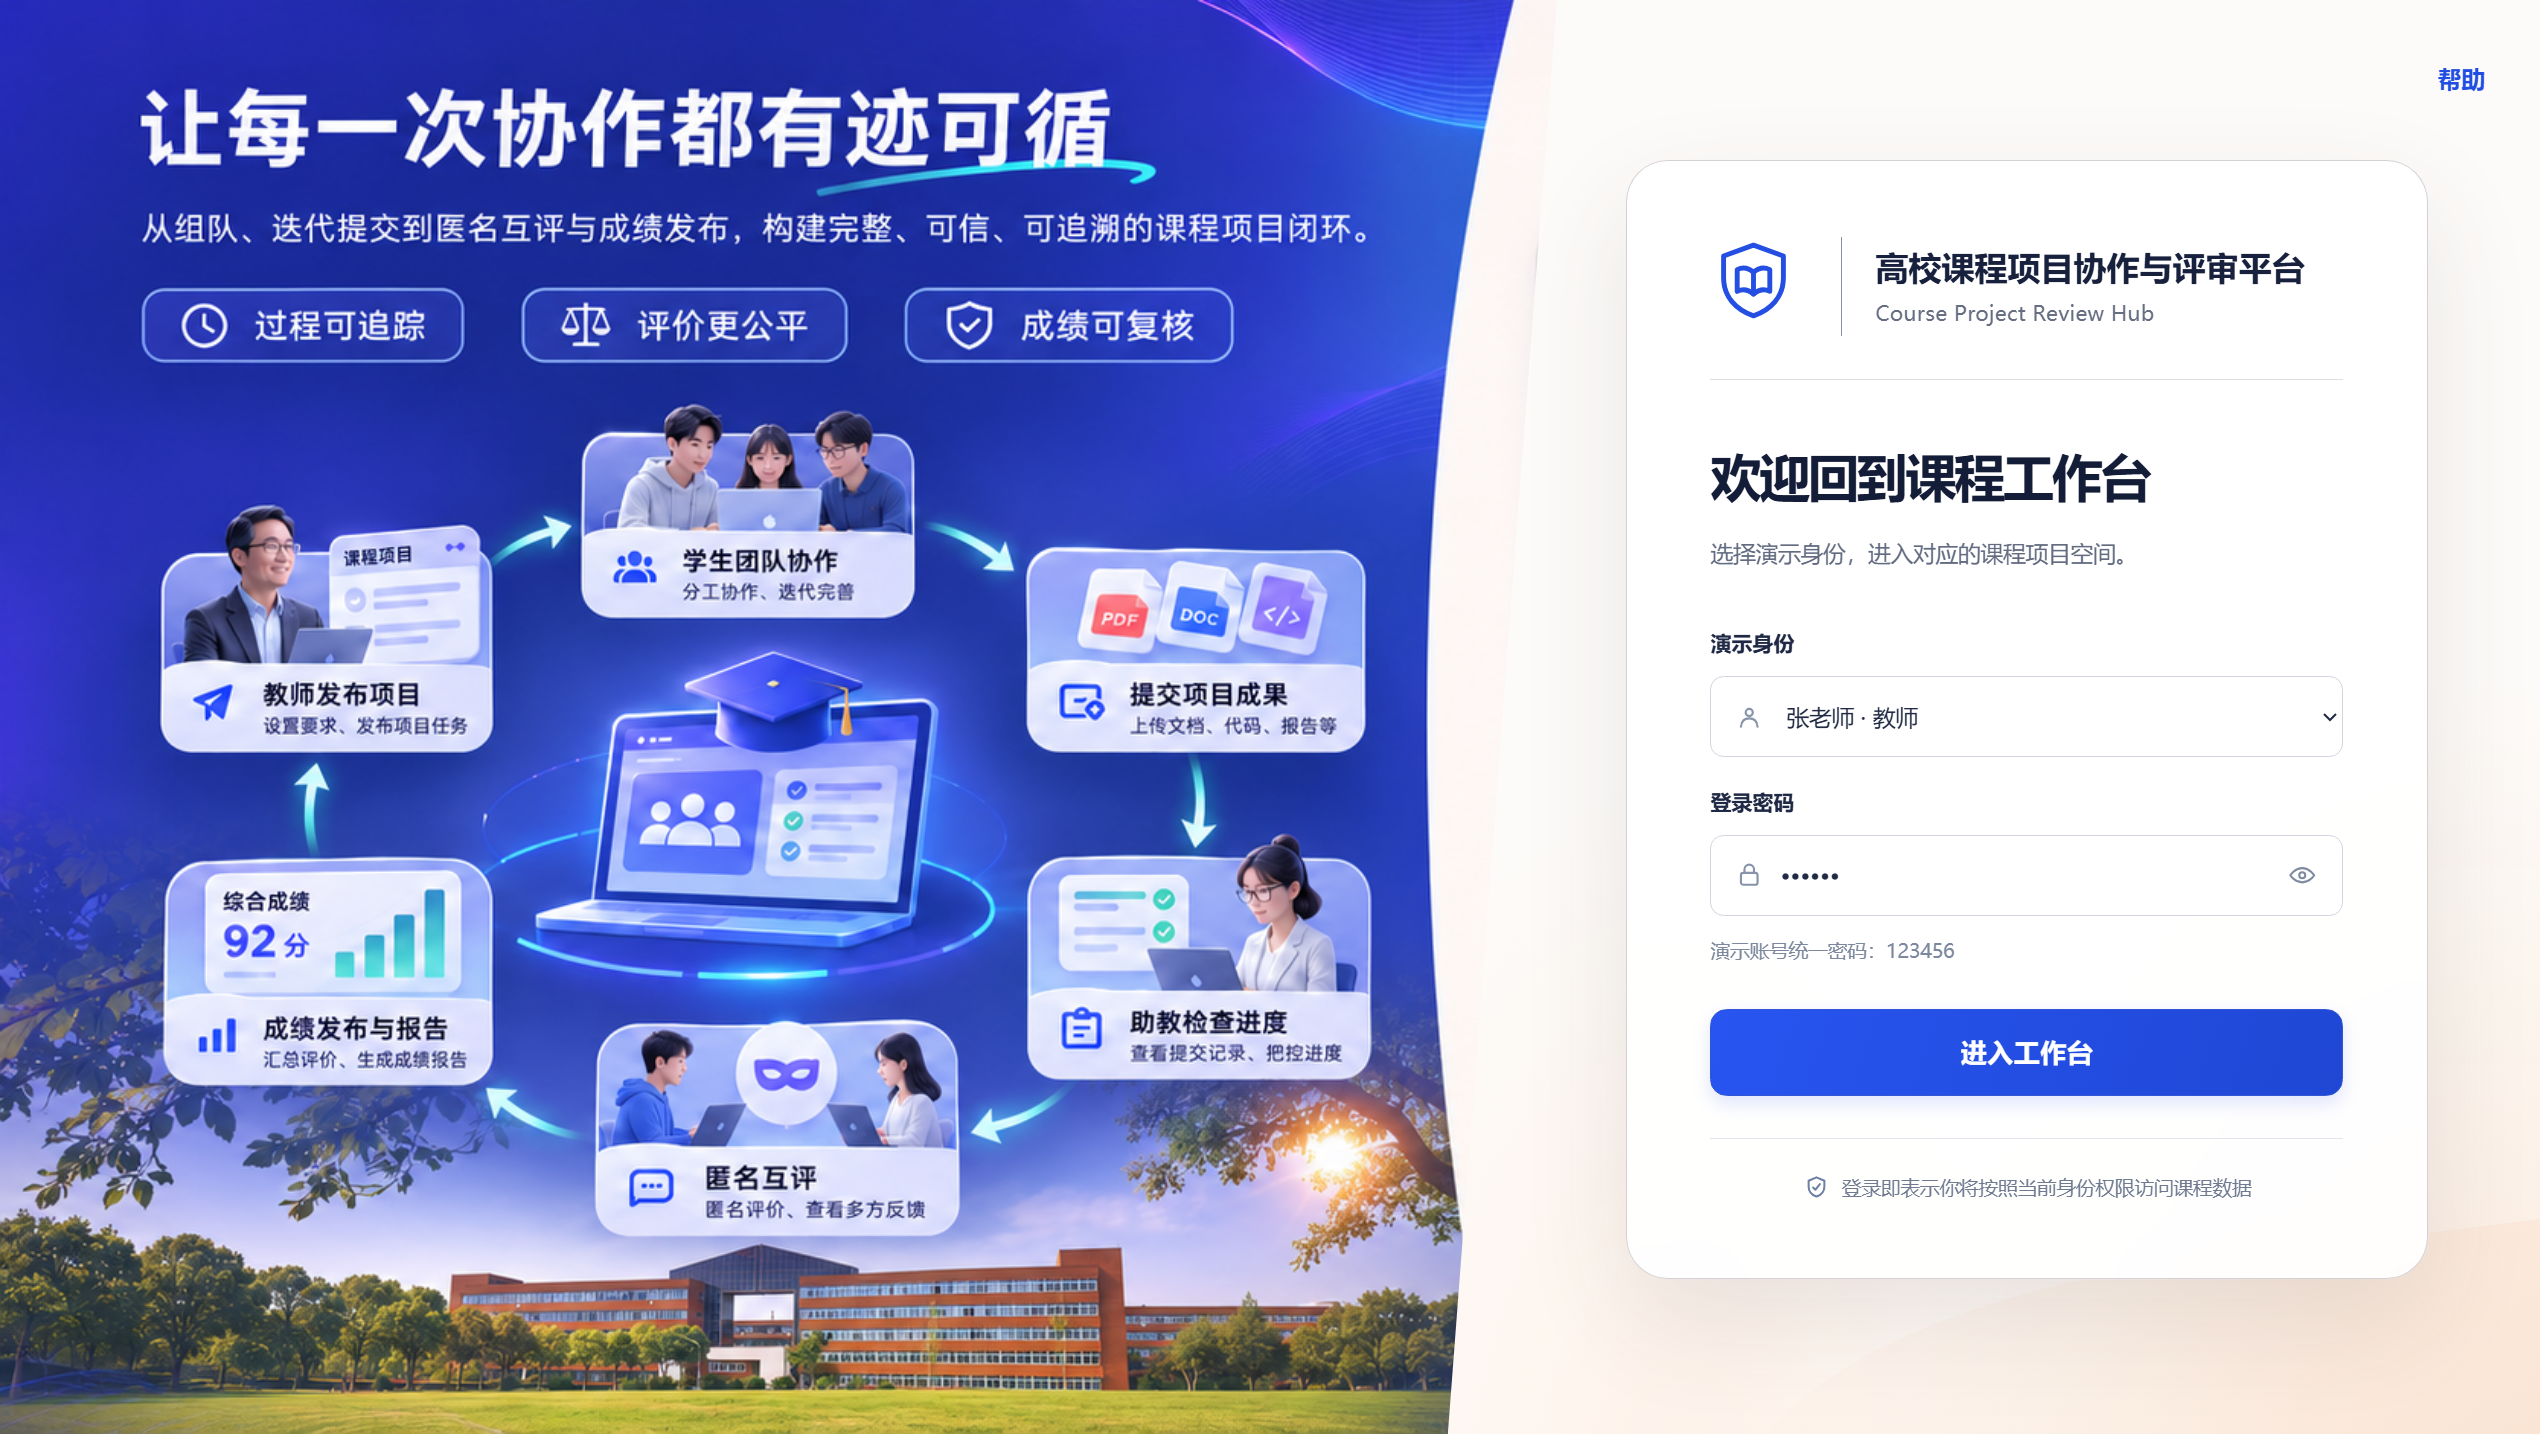 让每一次协作都有迹可循
从组队、迭代提交到匿名互评与成绩发布，构建完整、可信、可追溯的课程项目闭环。
过程可追踪
评价更公平
成绩可复核
学生团队协作
分工协作、迭代完善
课程项目
教师发布项目
设置要求、发布项目任务
PDF
DOC
</>
提交项目成果
上传文档、代码、报告等
综合成绩
92 分
成绩发布与报告
汇总评价、生成成绩报告
助教检查进度
查看提交记录、把控进度
匿名互评
匿名评价、查看多方反馈
帮助
高校课程项目协作与评审平台
Course Project Review Hub
欢迎回到课程工作台
选择演示身份，进入对应的课程项目空间。
演示身份
张老师 · 教师
登录密码
••••••
演示账号统一密码：123456
进入工作台
登录即表示你将按照当前身份权限访问课程数据